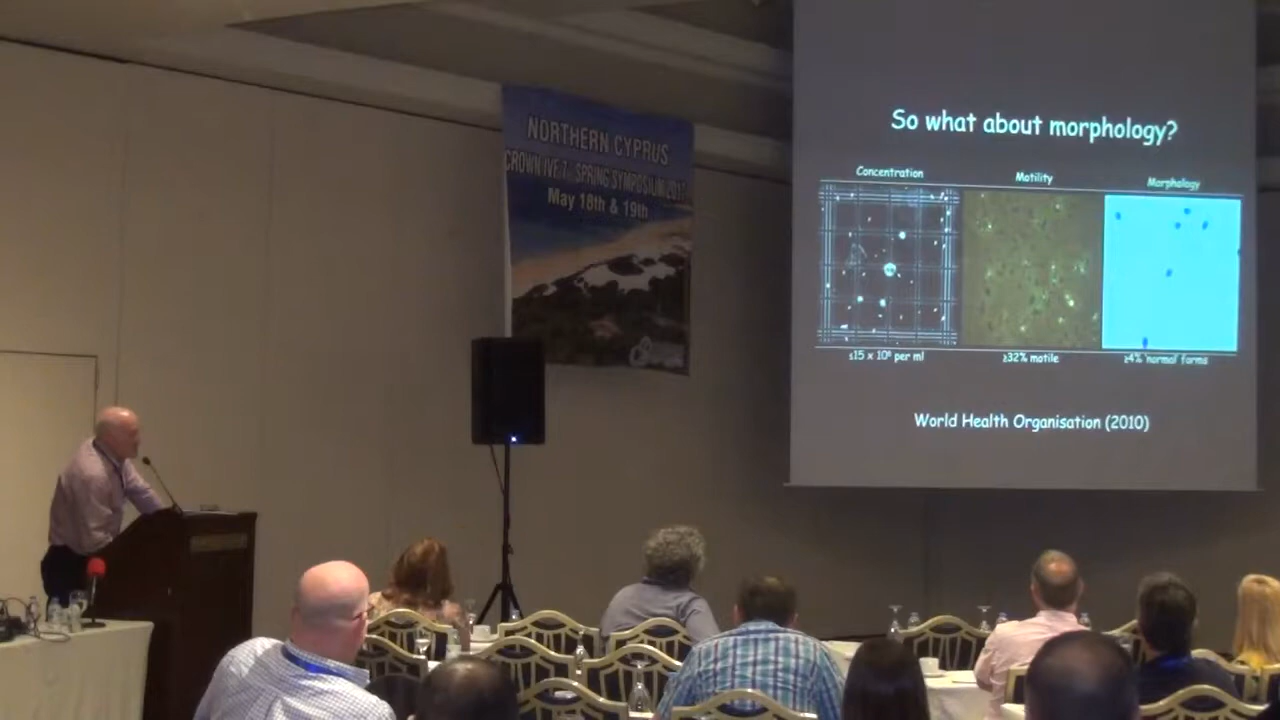 NORTHERN CYPRUS
CROWN IVF 7. SPRING SYMPOSIUM 2017
May 18th & 19th
So what about morphology?
Concentration Motility Morphology
≤15 x 10⁶ per ml ≥32% motile ≥4% normal forms
World Health Organisation (2010)